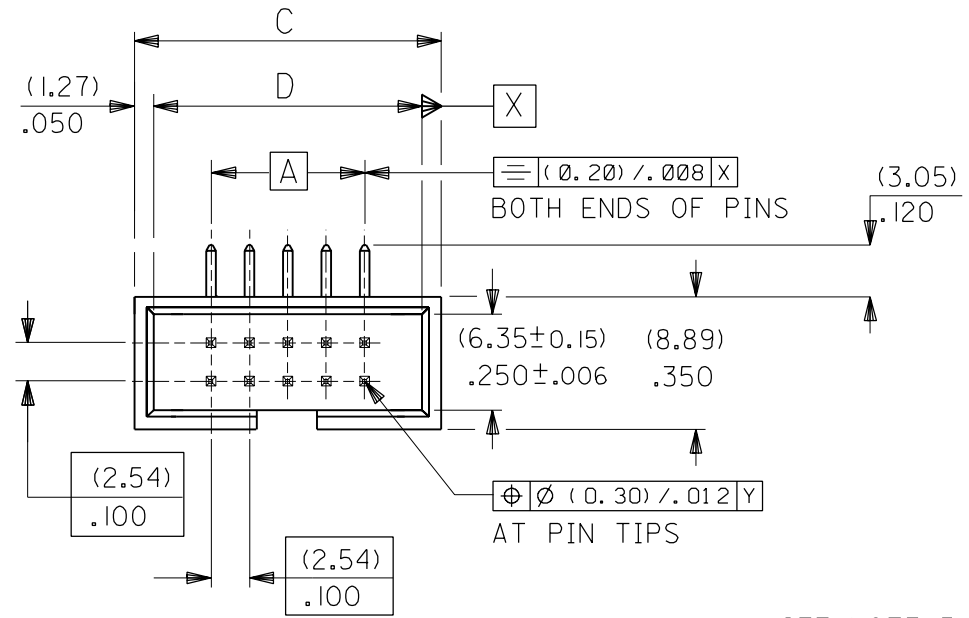 C
(1.27)
.050
D
X
A
⌯ (0.20)/.008 X
BOTH ENDS OF PINS
(3.05)
.120
(6.35±0.15)
.250±.006
(8.89)
.350
(2.54)
.100
⌖ Ø (0.30)/.012 Y
AT PIN TIPS
(2.54)
.100